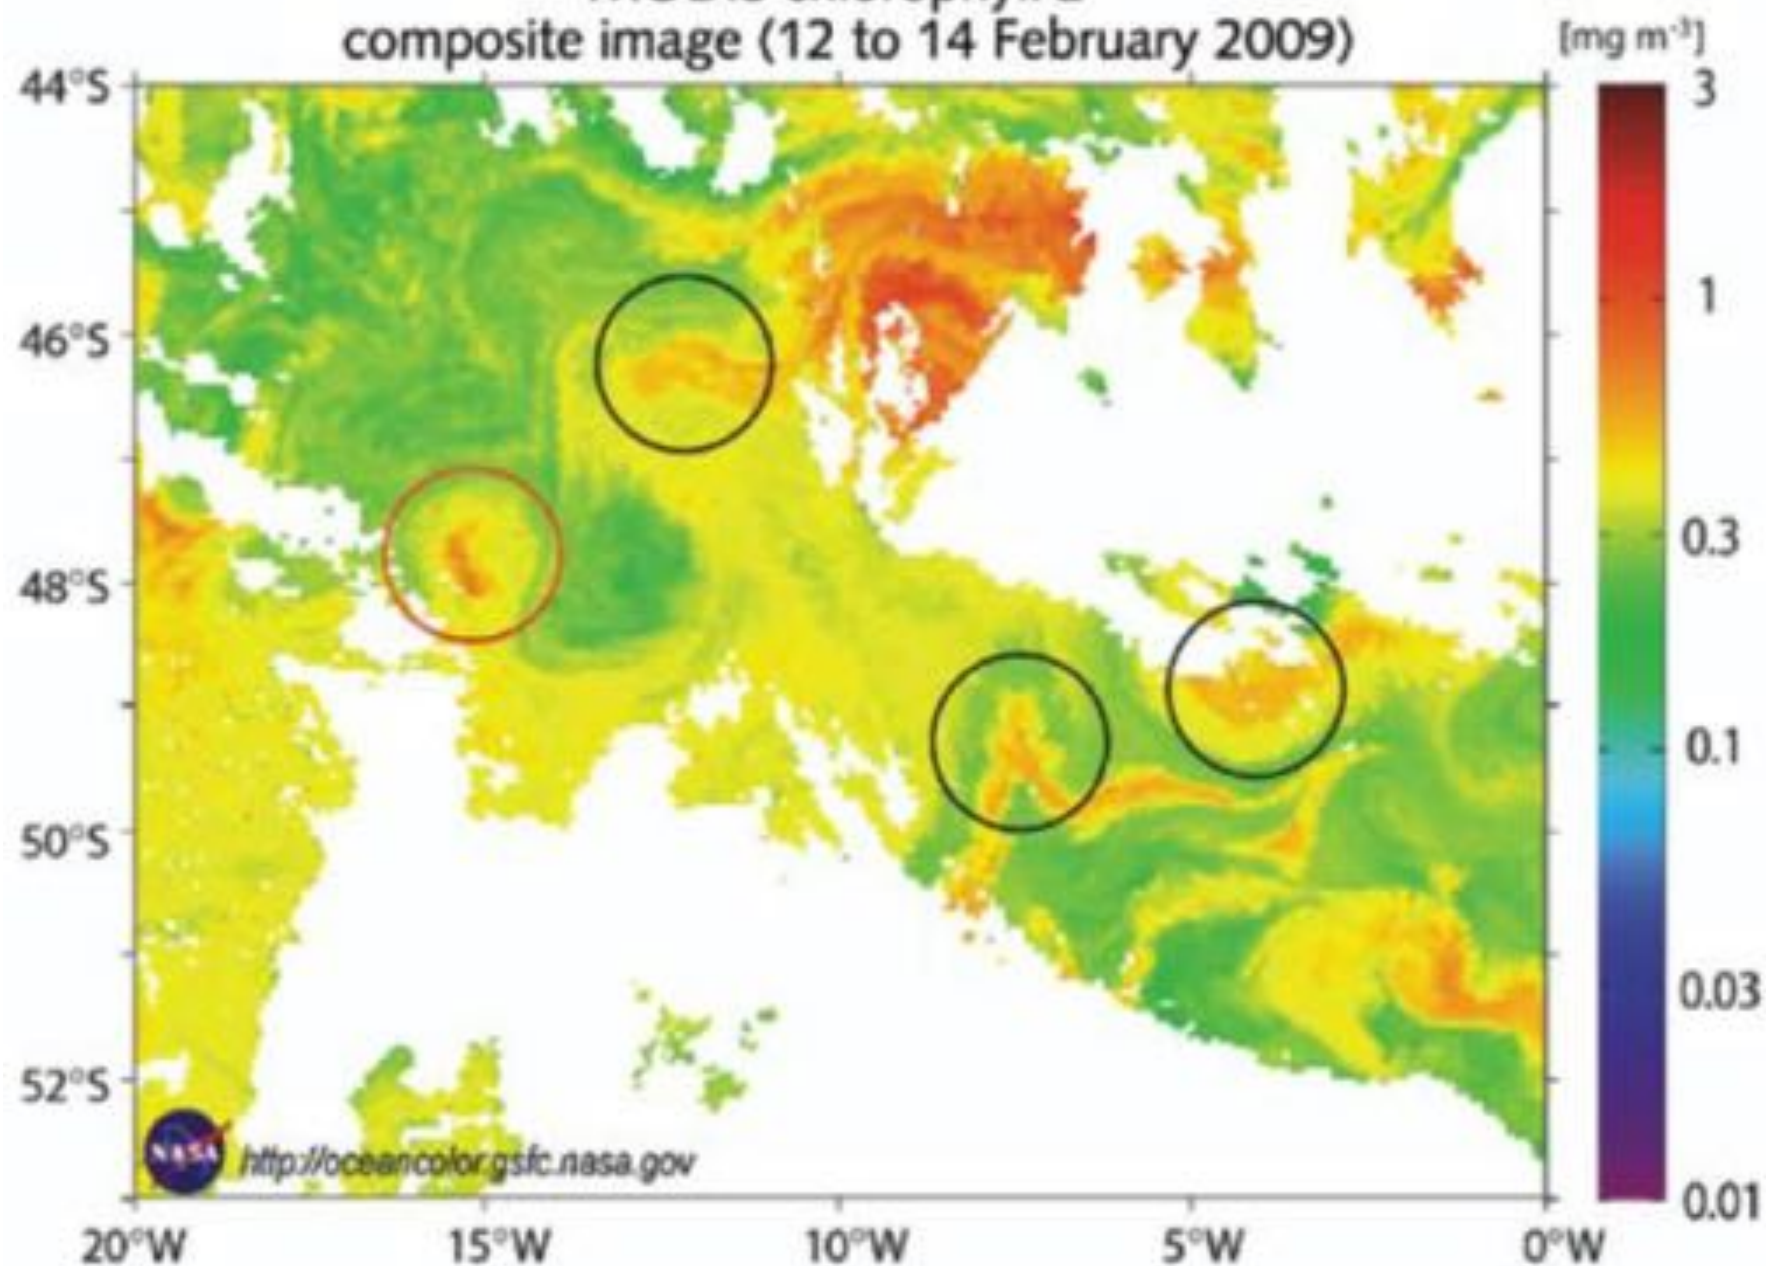 composite image (12 to 14 February 2009)
[mg m⁻³]
44°S
46°S
48°S
50°S
52°S
3
1
0.3
0.1
0.03
0.01
NASA
http://oceancolor.gsfc.nasa.gov
20°W
15°W
10°W
5°W
0°W